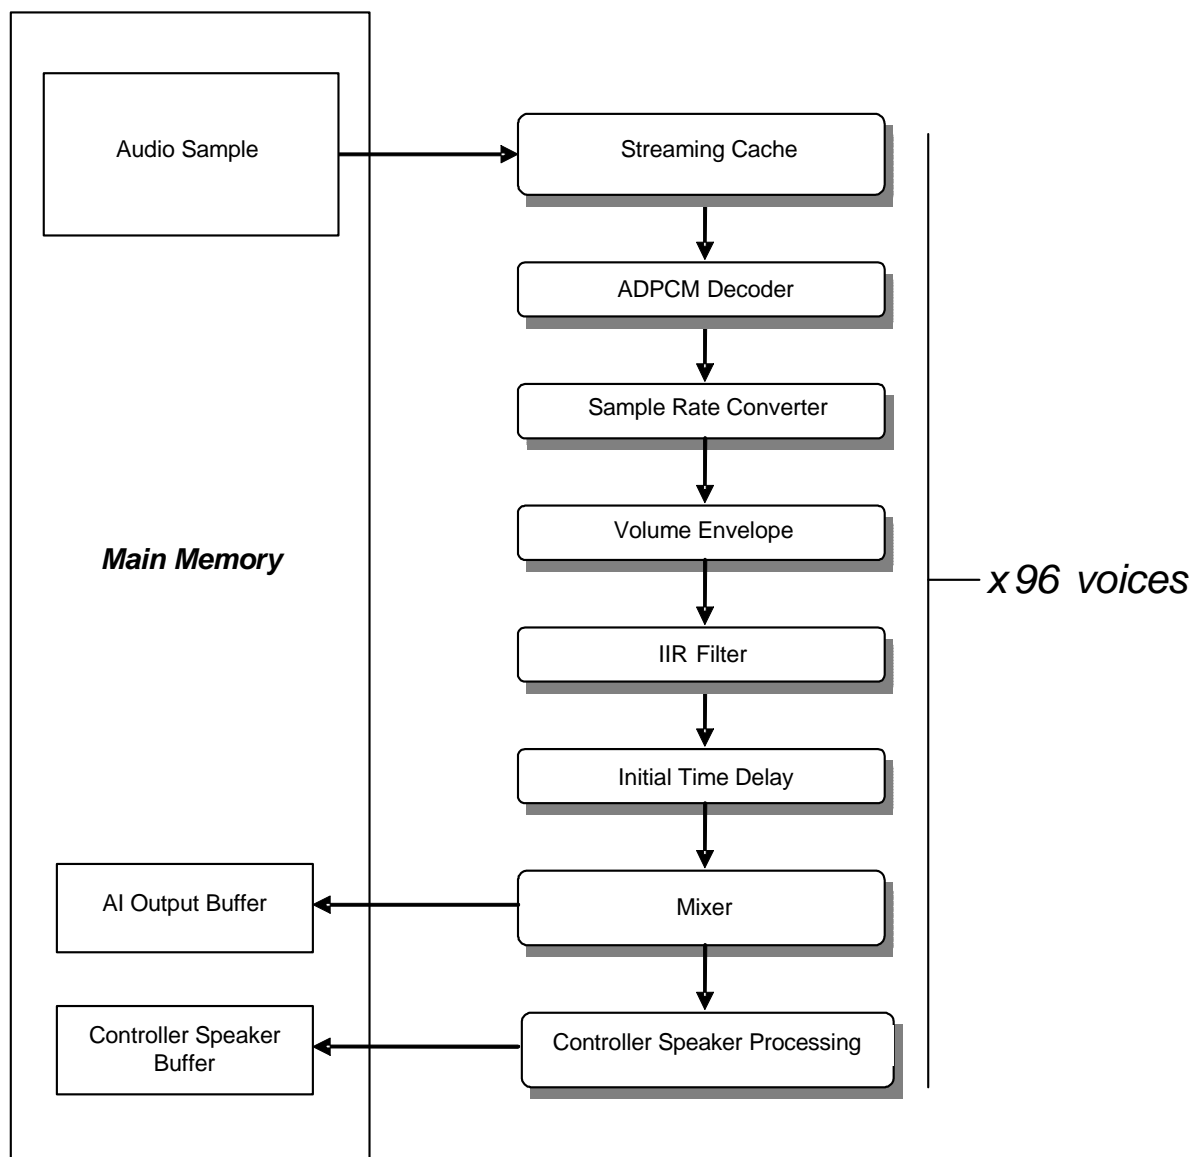 Audio Sample
Streaming Cache
ADPCM Decoder
Sample Rate Converter
Volume Envelope
Main Memory
x 96 voices
IIR Filter
Initial Time Delay
AI Output Buffer
Mixer
Controller Speaker
Buffer
Controller Speaker Processing